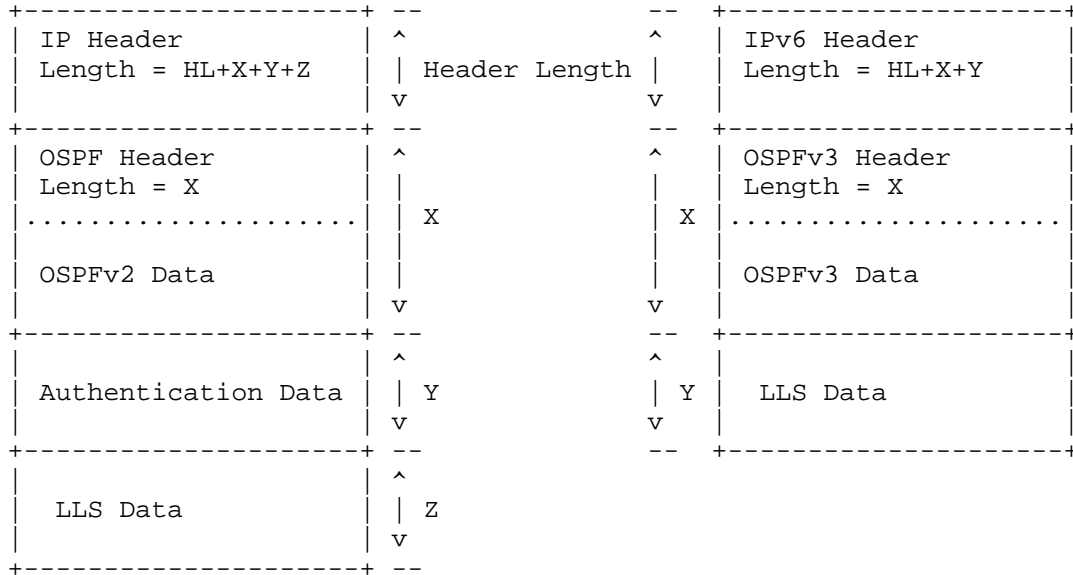 +---------------------+ --              --  +---------------------+
| IP Header           | ^               ^   | IPv6 Header         |
| Length = HL+X+Y+Z   | | Header Length |   | Length = HL+X+Y     |
|                     | v               v   |                     |
+---------------------+ --              --  +---------------------+
| OSPF Header         | ^               ^   | OSPFv3 Header       |
| Length = X          | |               |   | Length = X          |
|.....................| | X             | X |.....................|
|                     | |               |   |                     |
| OSPFv2 Data         | |               |   | OSPFv3 Data         |
|                     | v               v   |                     |
+---------------------+ --              --  +---------------------+
|                     | ^               ^   |                     |
| Authentication Data | | Y             | Y |  LLS Data           |
|                     | v               v   |                     |
+---------------------+ --              --  +---------------------+
|                     | ^
|  LLS Data           | | Z
|                     | v
+---------------------+ --